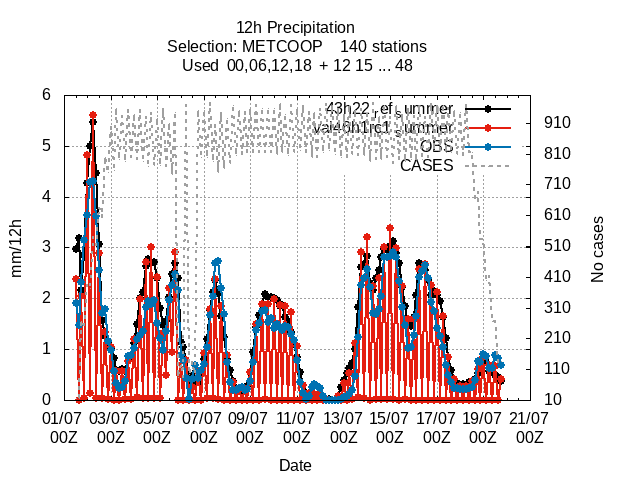 12h Precipitation
Selection: METCOOP 140 stations
Used 00,06,12,18 + 12 15 ... 48
43h22_ref_summer
OBS
CASES
mm/12h
6
5
4
3
2
1
0
No cases
910
810
710
610
510
410
310
210
110
10
01/07 03/07 05/07 07/07 09/07 11/07 13/07 15/07 17/07 19/07 21/07
00Z 00Z 00Z 00Z 00Z 00Z 00Z 00Z 00Z 00Z 00Z
Date